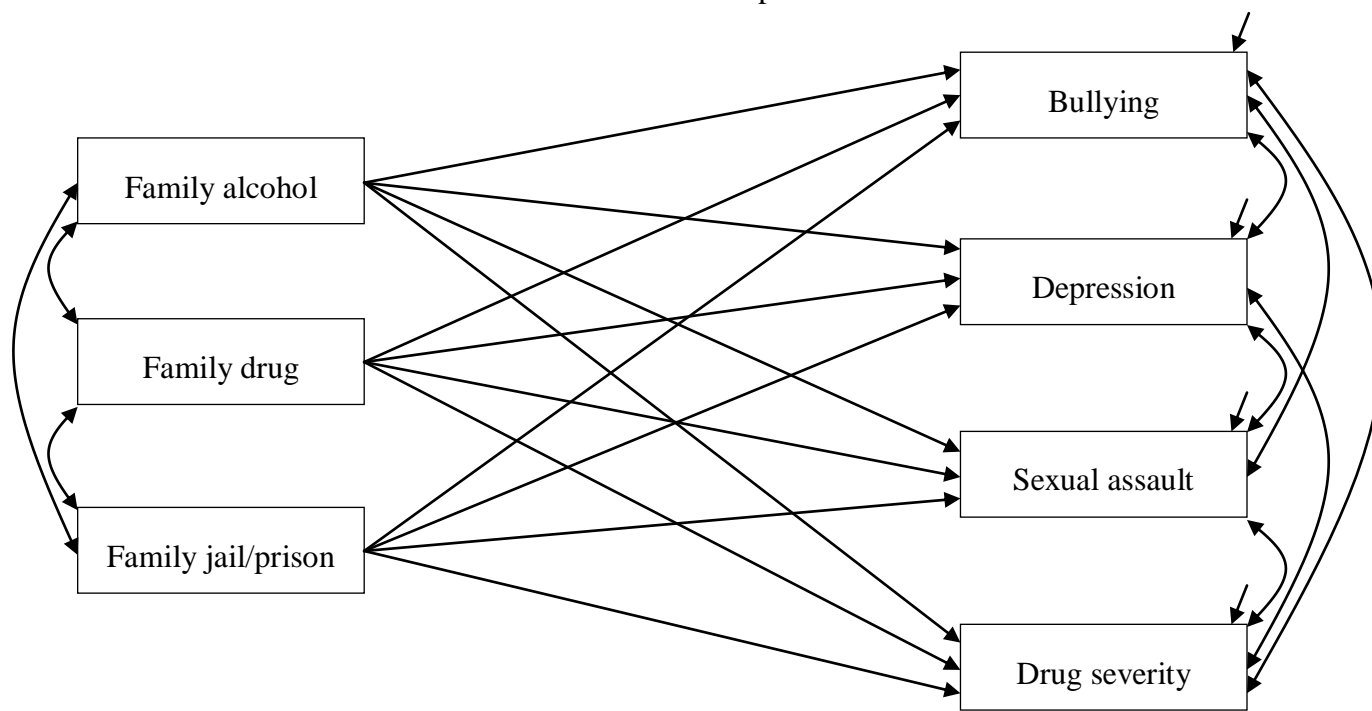 Bullying
Family alcohol
Depression
Family drug
Sexual assault
Family jail/prison
Drug severity